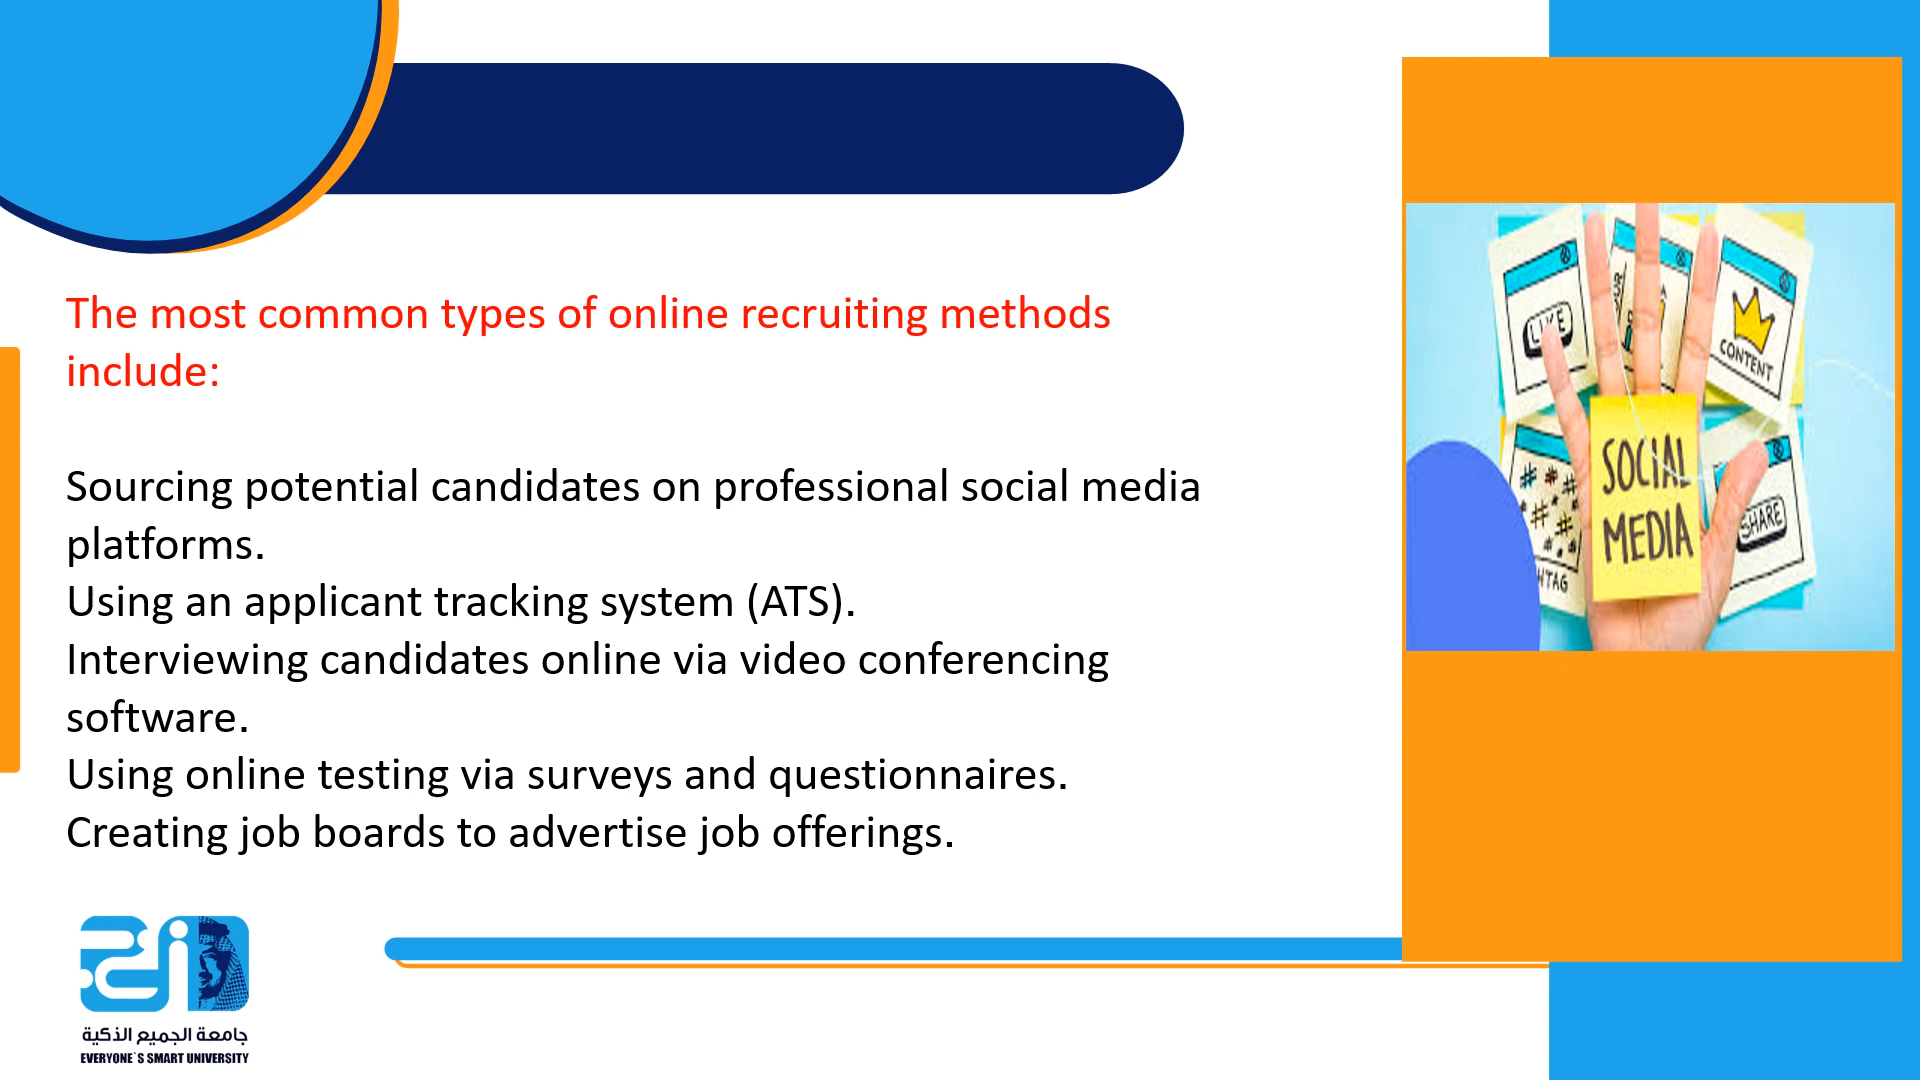 The most common types of online recruiting methods
include:
Sourcing potential candidates on professional social media
platforms.
Using an applicant tracking system (ATS).
Interviewing candidates online via video conferencing
software.
Using online testing via surveys and questionnaires.
Creating job boards to advertise job offerings.
LIKE
CONTENT
SOCIAL
MEDIA
SHARE
جامعة الجميع الذكية
EVERYONE`S SMART UNIVERSITY